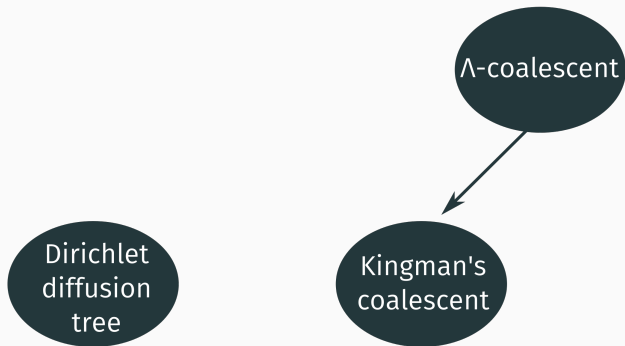 Λ-coalescent
Dirichlet
diffusion
tree
Kingman's
coalescent